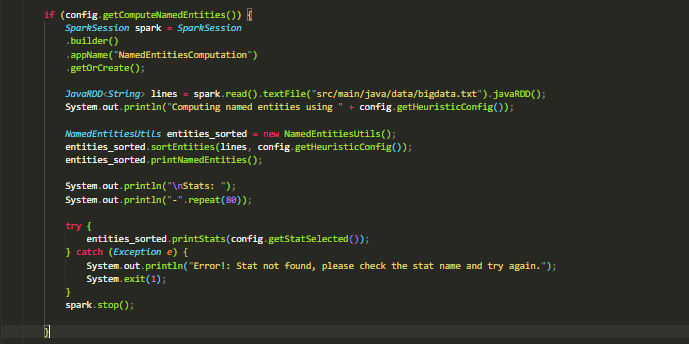 if (config.getComputeNamedEntities()) {
SparkSession spark = SparkSession
.builder()
.appName("NamedEntitiesComputation")
.getOrCreate();
JavaRDD<String> lines = spark.read().textFile("src/main/java/data/bigdata.txt").javaRDD();
System.out.println("Computing named entities using " + config.getHeuristicConfig());
NamedEntitiesUtils entities_sorted = new NamedEntitiesUtils();
entities_sorted.sortEntities(lines, config.getHeuristicConfig());
entities_sorted.printNamedEntities();
System.out.println("\nStats: ");
System.out.println("-".repeat(80));
try {
entities_sorted.printStats(config.getStatSelected());
} catch (Exception e) {
System.out.println("Error!: Stat not found, please check the stat name and try again.");
System.exit(1);
}
spark.stop();
}